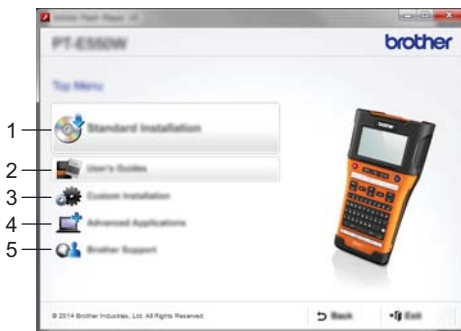 PT-E550W
brother
Top Menu
1
Standard Installation
2
User's Guides
3
Custom Installation
4
Advanced Applications
5
Brother Support
© 2014 Brother Industries, Ltd. All Rights Reserved.
Back
Exit